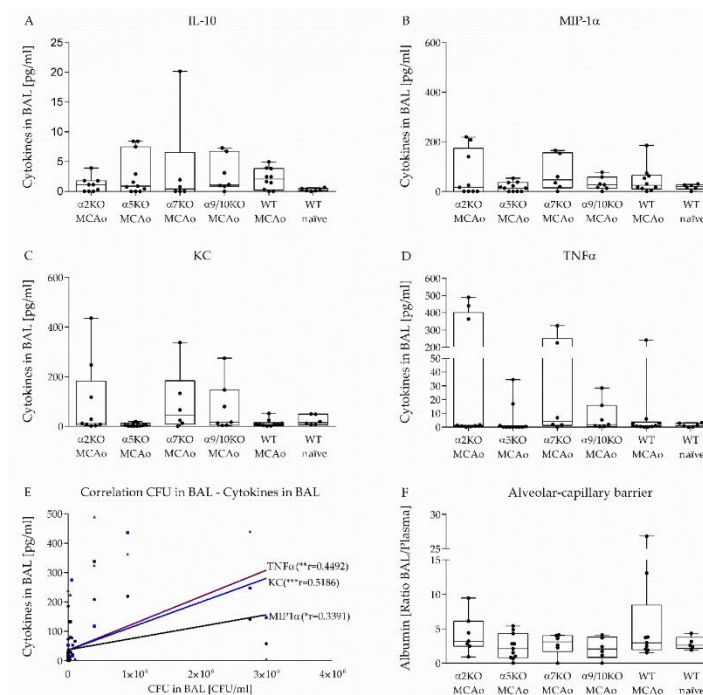 A
IL-10
Cytokines in BAL [pg/ml]
25
20
15
10
5
0
α2KO α5KO α7KO α9/10KO WT WT
MCAo MCAo MCAo MCAo MCAo naïve
B
MIP-1α
Cytokines in BAL [pg/ml]
600
400
200
0
α2KO α5KO α7KO α9/10KO WT WT
MCAo MCAo MCAo MCAo MCAo naïve
C
KC
Cytokines in BAL [pg/ml]
600
400
200
0
α2KO α5KO α7KO α9/10KO WT WT
MCAo MCAo MCAo MCAo MCAo naïve
D
TNFα
Cytokines in BAL [pg/ml]
600
500
400
300
200
100
50
40
30
20
10
0
α2KO α5KO α7KO α9/10KO WT WT
MCAo MCAo MCAo MCAo MCAo naïve
E
Correlation CFU in BAL - Cytokines in BAL
Cytokines in BAL [pg/ml]
500
400
300
200
100
0
TNFα(**r=0.4492)
KC(***r=0.5186)
MIP1α(*r=0.3391)
0 1×10⁶ 2×10⁶ 3×10⁶ 4×10⁶
CFU in BAL [CFU/ml]
F
Alveolar-capillary barrier
Albumin [Ratio BAL/Plasma]
30
25
15
10
5
0
α2KO α5KO α7KO α9/10KO WT WT
MCAo MCAo MCAo MCAo MCAo naïve